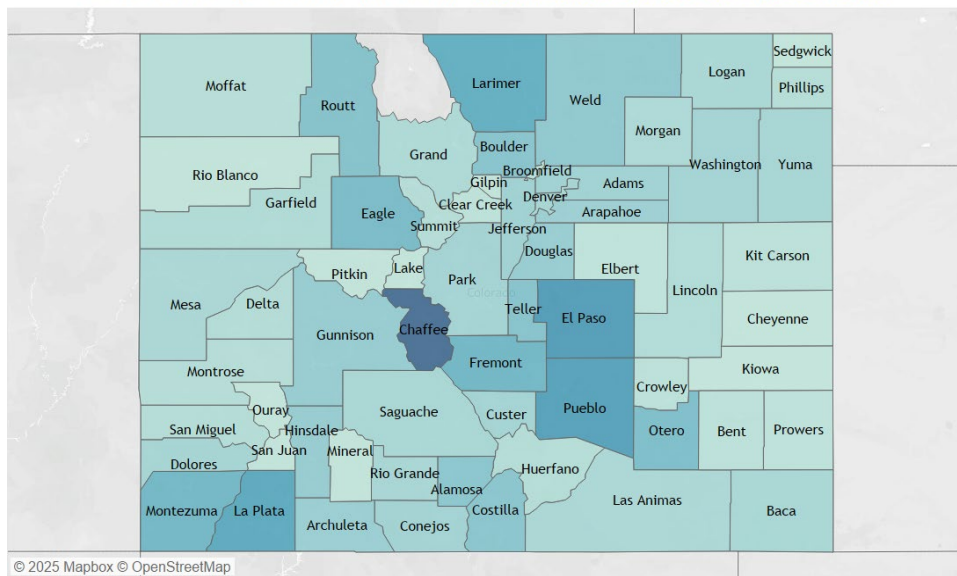 Sedgwick
Logan
Moffat
Larimer
Phillips
Weld
Routt
Morgan
Boulder
Grand
Washington
Yuma
Broomfield
Rio Blanco
Gilpin
Adams
Denver
Garfield
Clear Creek
Eagle
Arapahoe
Summit
Jefferson
Douglas
Kit Carson
Lake
Elbert
Pitkin
Park
Lincoln
Colorado
Mesa
Delta
Teller
El Paso
Cheyenne
Chaffee
Gunnison
Fremont
Kiowa
Montrose
Crowley
Pueblo
Ouray
Saguache
Custer
San Miguel
Hinsdale
Otero
Bent
Prowers
San Juan
Mineral
Dolores
Rio Grande
Huerfano
Alamosa
Montezuma
La Plata
Costilla
Las Animas
Baca
Archuleta
Conejos
© 2025 Mapbox © OpenStreetMap